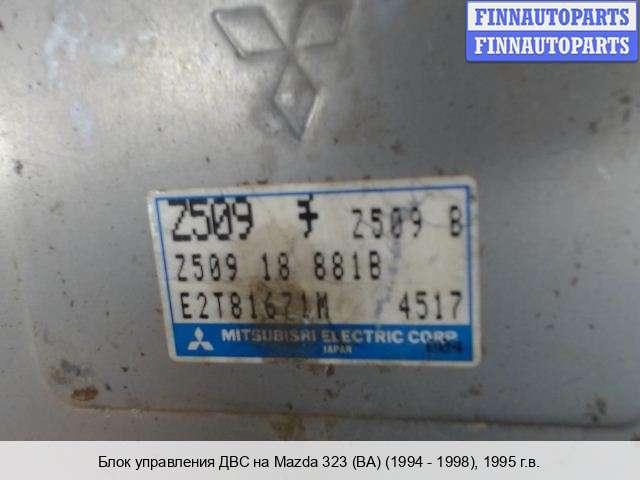 FINNAUTOPARTS
FINNAUTOPARTS
Z509 チ Z509 B
Z509 18 881B
E2T81671M 4517
MITSUBISHI ELECTRIC CORP.
JAPAN
Блок управления ДВС на Mazda 323 (BA) (1994 - 1998), 1995 г.в.